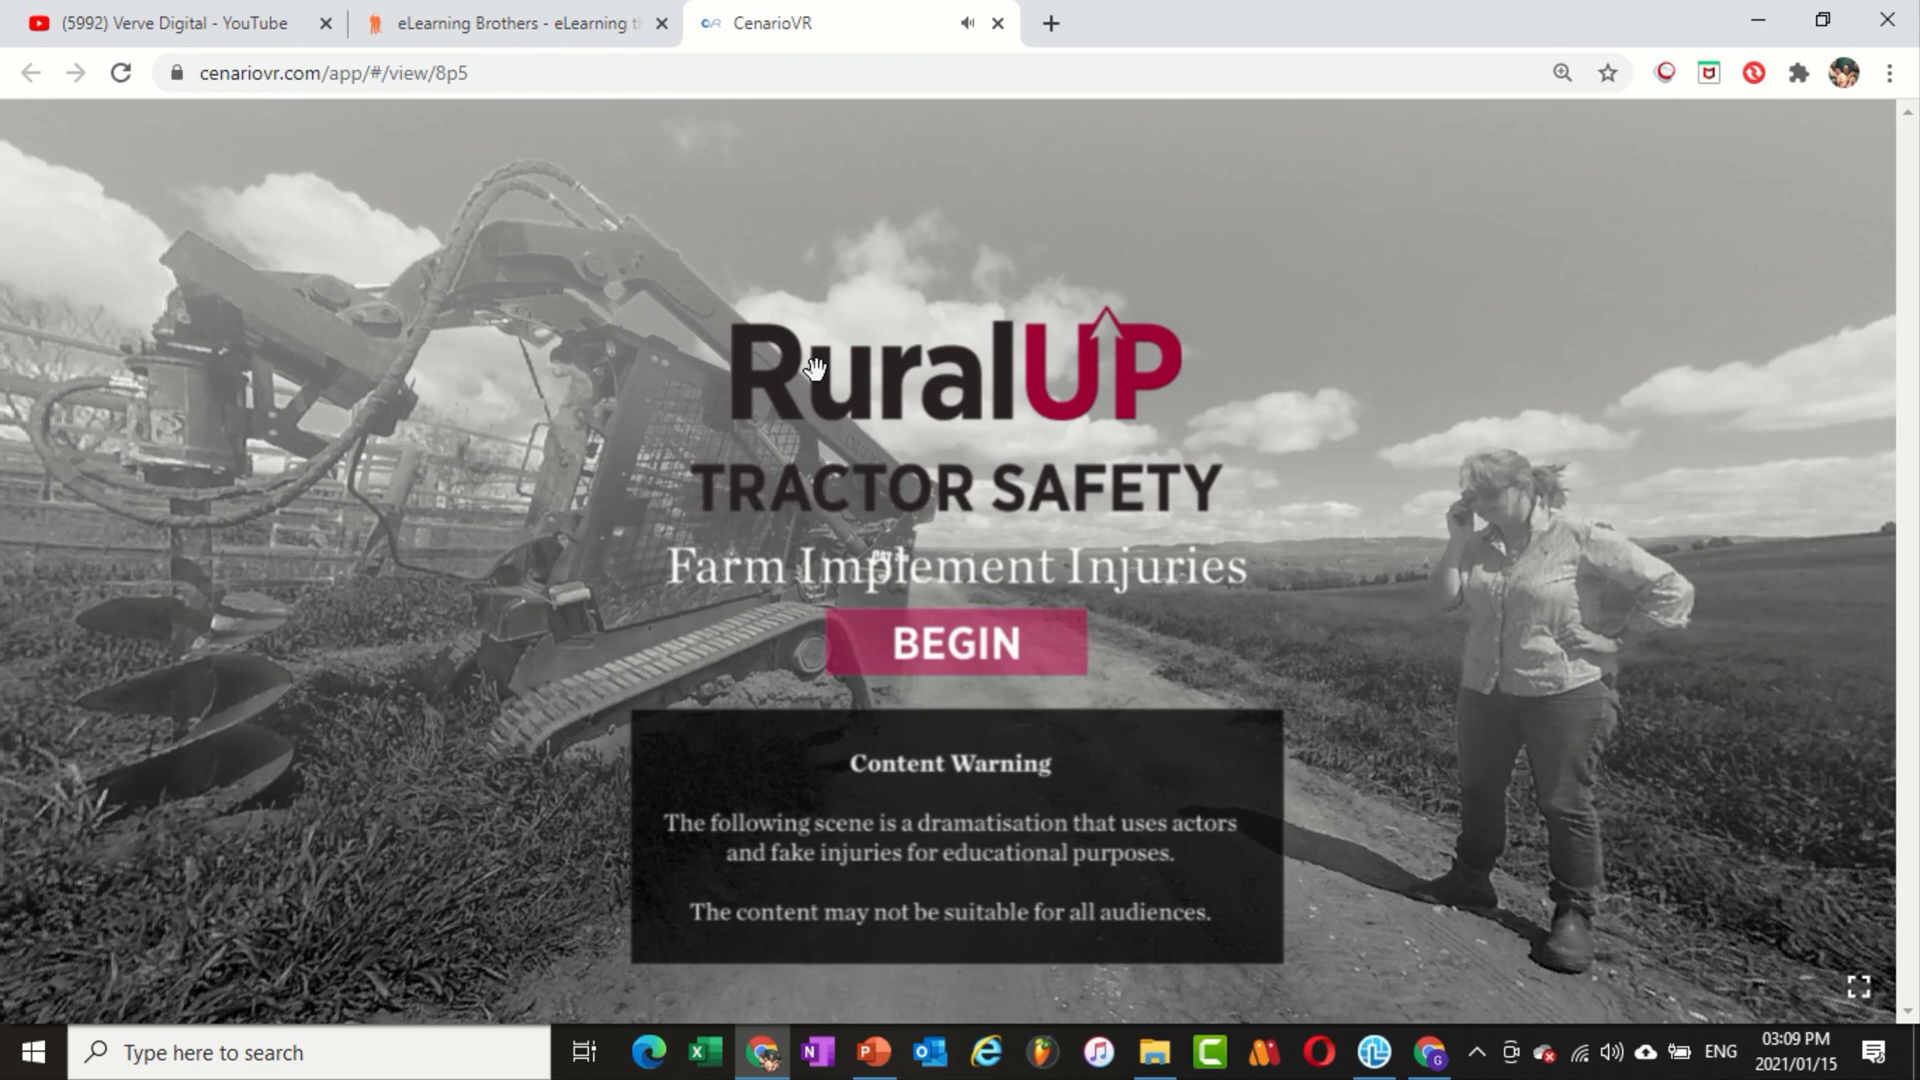 (5992) Verve Digital - YouTube
eLearning Brothers - eLearning th
CenarioVR
cenariovr.com/app/#/view/8p5
RuralUP
TRACTOR SAFETY
Farm Implement Injuries
BEGIN
Content Warning
The following scene is a dramatisation that uses actors
and fake injuries for educational purposes.
The content may not be suitable for all audiences.
Type here to search
ENG
03:09 PM
2021/01/15